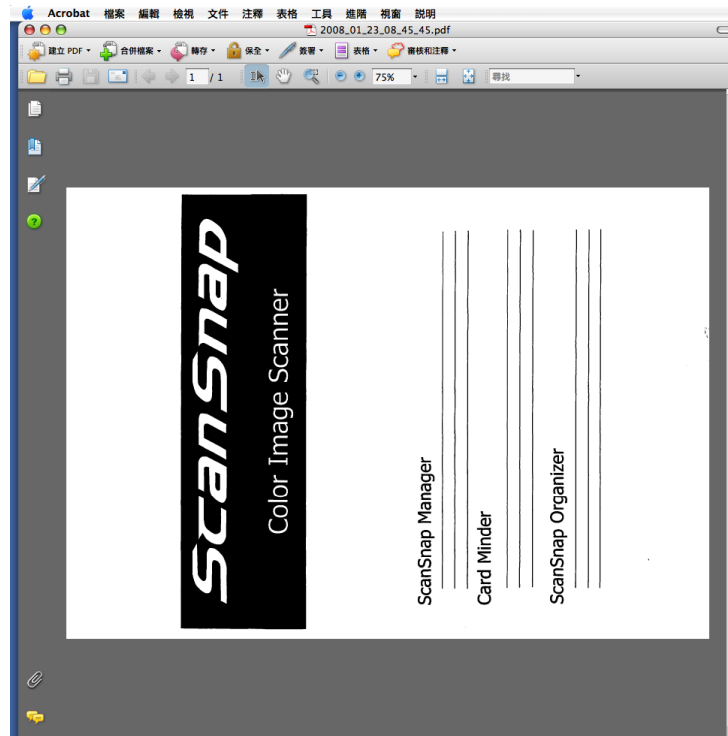 Acrobat 檔案 編輯 檢視 文件 注釋 表格 工具 進階 視窗 說明
2008_01_23_08_45_45.pdf
建立 PDF 合併檔案 轉存 保全 簽署 表格 審核和注釋
1 / 1 75% 尋找
ScanSnap
Color Image Scanner
ScanSnap Manager
Card Minder
ScanSnap Organizer